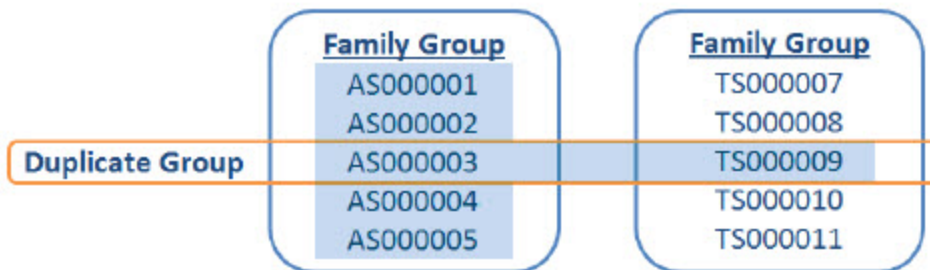 Family Group
AS000001
AS000002
AS000003
AS000004
AS000005
Family Group
TS000007
TS000008
TS000009
TS000010
TS000011
Duplicate Group